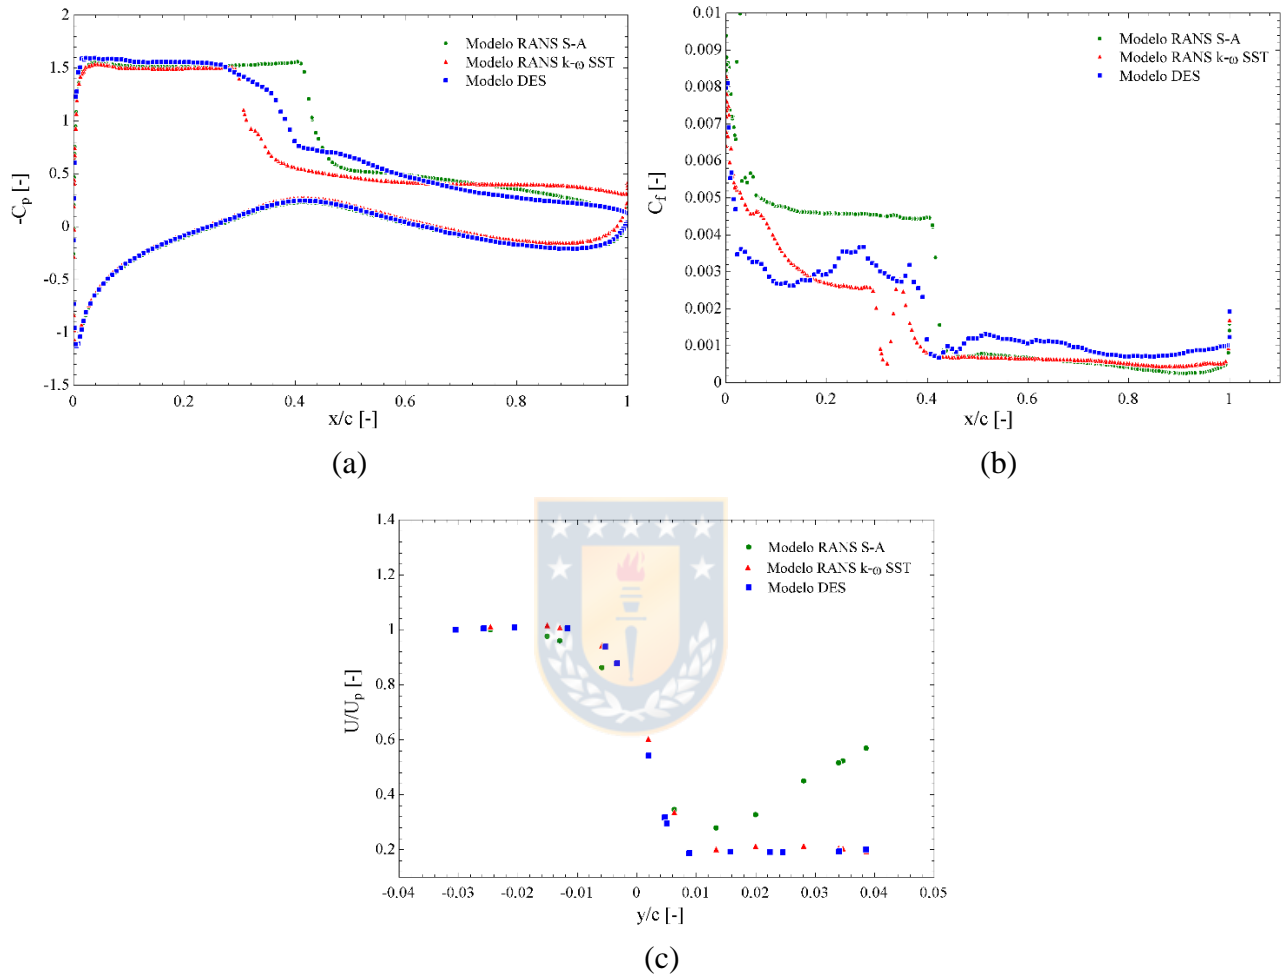 2
1.5
1
0.5
0
-0.5
-1
-1.5
-Cp [-]
0
0.2
0.4
0.6
0.8
1
x/c [-]
Modelo RANS S-A
Modelo RANS k-ω SST
Modelo DES
(a)
0.01
0.009
0.008
0.007
0.006
0.005
0.004
0.003
0.002
0.001
0
Cf [-]
0
0.2
0.4
0.6
0.8
1
x/c [-]
Modelo RANS S-A
Modelo RANS k-ω SST
Modelo DES
(b)
1.4
1.2
1
0.8
0.6
0.4
0.2
U/Up [-]
-0.04
-0.03
-0.02
-0.01
0
0.01
0.02
0.03
0.04
0.05
y/c [-]
Modelo RANS S-A
Modelo RANS k-ω SST
Modelo DES
(c)